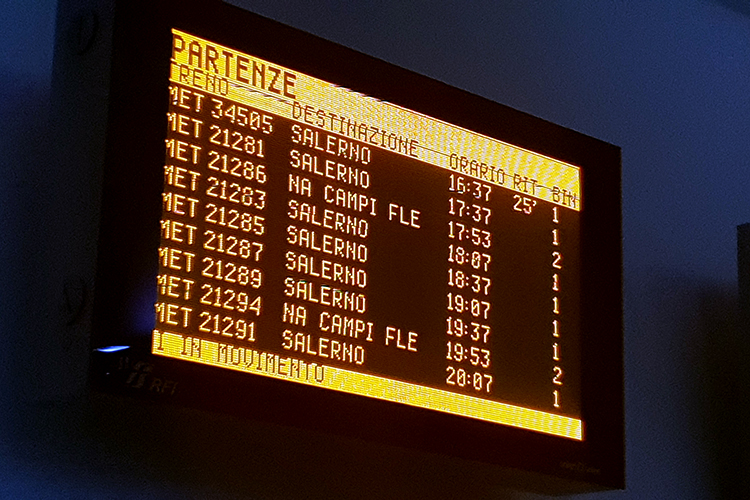 PARTENZE
TRENO DESTINAZIONE ORARIO RIT BIN
MET 34505 SALERNO 16:37 25' 1
MET 21281 SALERNO 17:37 1
MET 21286 NA CAMPI FLE 17:53 2
MET 21283 SALERNO 18:07 1
MET 21285 SALERNO 18:37 1
MET 21287 SALERNO 19:07 1
MET 21289 SALERNO 19:37 1
MET 21294 NA CAMPI FLE 19:53 2
MET 21291 SALERNO 20:07 1
I IN MOVIMENTO
RFI